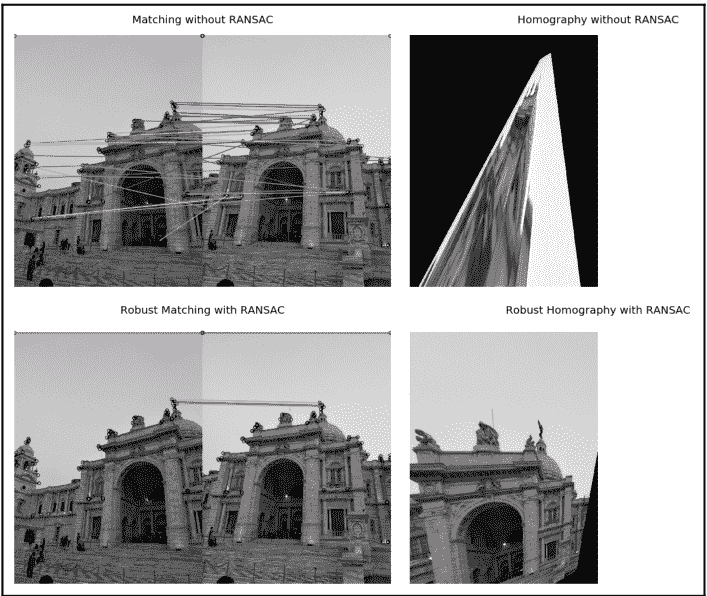 Matching without RANSAC
Homography without RANSAC
Robust Matching with RANSAC
Robust Homography with RANSAC